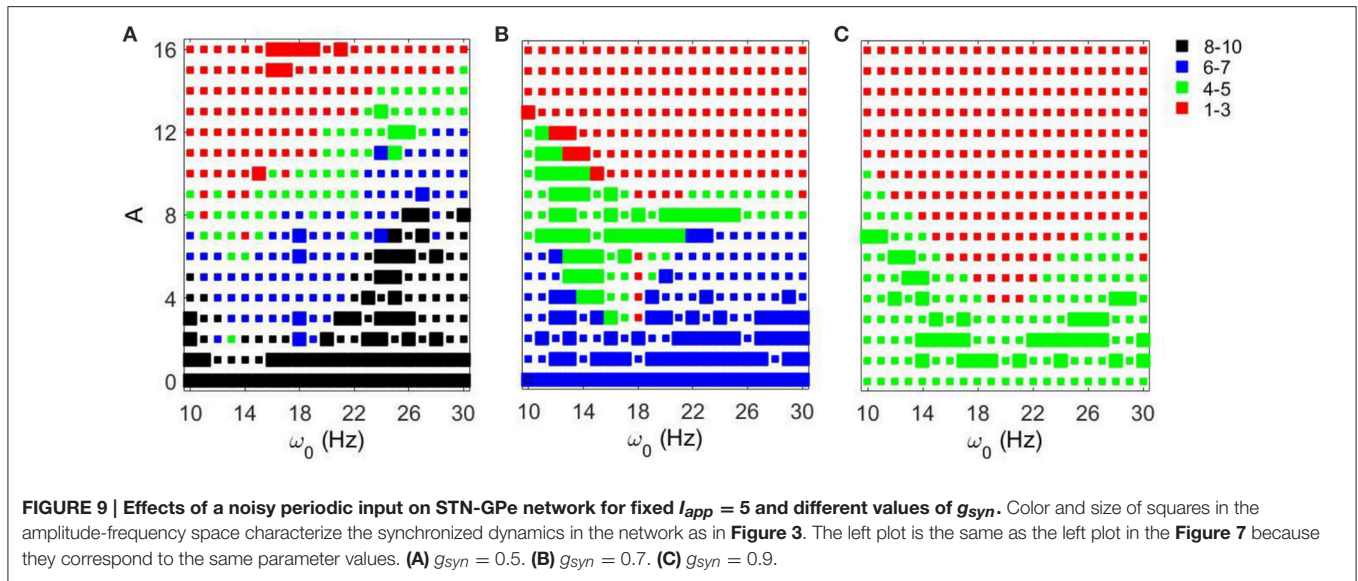 A
B
C
16
12
8
4
0
A
10 14 18 22 26 30
10 14 18 22 26 30
10 14 18 22 26 30
ω₀ (Hz)
ω₀ (Hz)
ω₀ (Hz)
8-10
6-7
4-5
1-3
FIGURE 9 | Effects of a noisy periodic input on STN-GPe network for fixed Iapp = 5 and different values of gsyn. Color and size of squares in the
amplitude-frequency space characterize the synchronized dynamics in the network as in Figure 3. The left plot is the same as the left plot in the Figure 7 because
they correspond to the same parameter values. (A) gsyn = 0.5. (B) gsyn = 0.7. (C) gsyn = 0.9.